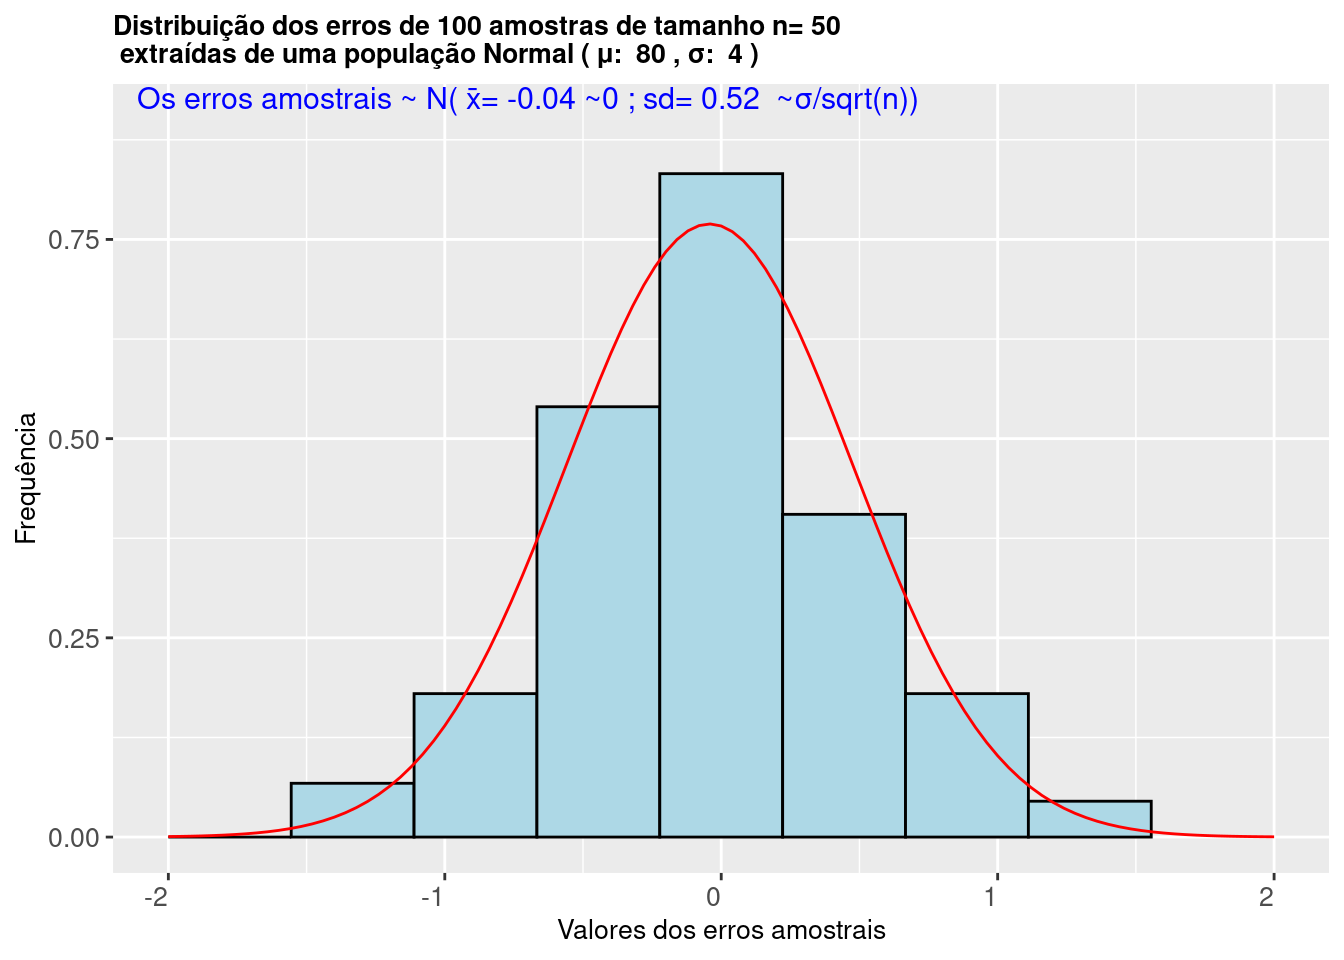 Distribuição dos erros de 100 amostras de tamanho n= 50
extraídas de uma população Normal ( μ:  80 , σ:  4 )
Os erros amostrais ~ N( x̄= -0.04 ~0 ; sd= 0.52  ~σ/sqrt(n))
Frequência
0.75
0.50
0.25
0.00
-2 -1 0 1 2
Valores dos erros amostrais